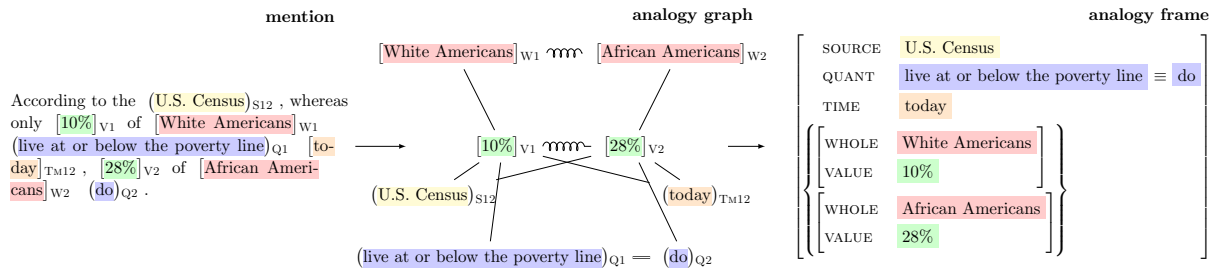 mention
According to the (U.S. Census)S12 , whereas
only [10%]V1 of [White Americans]W1
(live at or below the poverty line)Q1 [to-
day]TM12 , [28%]V2 of [African Ameri-
cans]W2 (do)Q2 .
analogy graph
[White Americans]W1 [African Americans]W2
[10%]V1 [28%]V2
(U.S. Census)S12 (today)TM12
(live at or below the poverty line)Q1 = (do)Q2
analogy frame
SOURCE U.S. Census
QUANT live at or below the poverty line ≡ do
TIME today
WHOLE White Americans
VALUE 10%
WHOLE African Americans
VALUE 28%